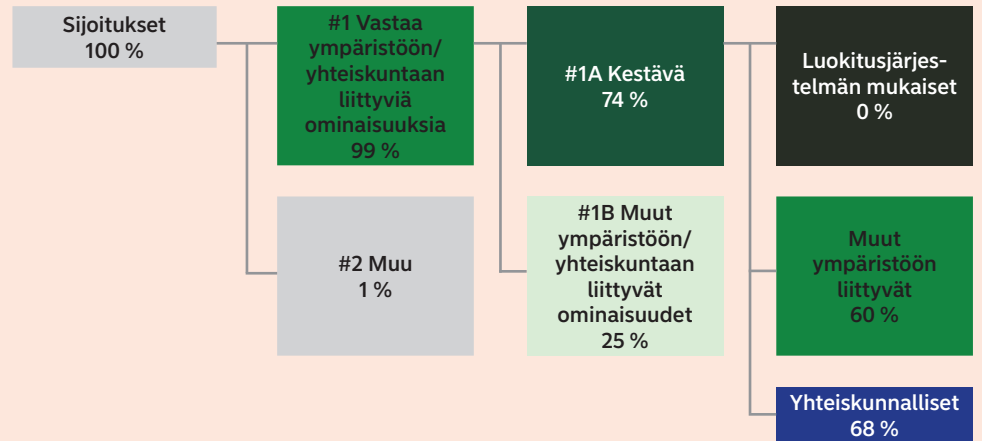 Sijoitukset
100 %
#1 Vastaa
ympäristöön/
yhteiskuntaan
liittyviä
ominaisuuksia
99 %
#2 Muu
1 %
#1A Kestävä
74 %
#1B Muut
ympäristöön/
yhteiskuntaan
liittyvät
ominaisuudet
25 %
Luokitusjärjes-
telmän mukaiset
0 %
Muut
ympäristöön
liittyvät
60 %
Yhteiskunnalliset
68 %